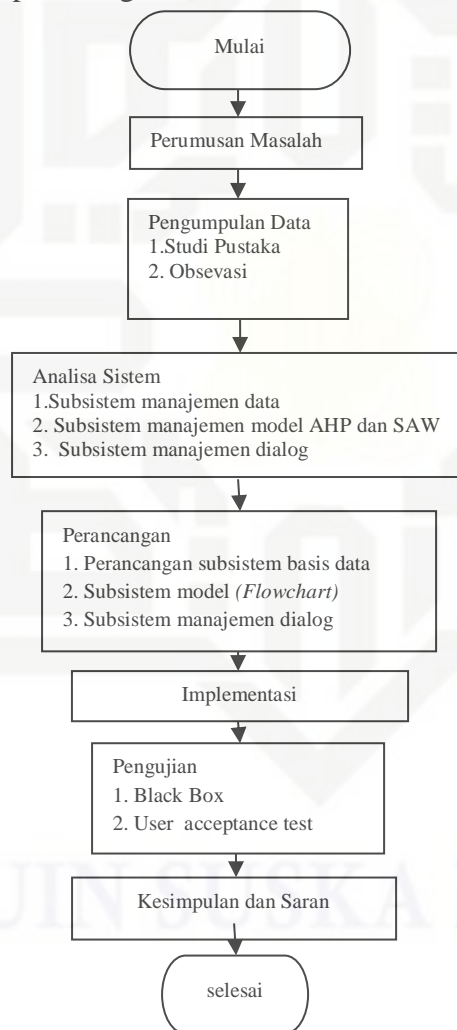 Mulai
Perumusan Masalah
Pengumpulan Data
1.Studi Pustaka
2. Obsevasi
Analisa Sistem
1.Subsistem manajemen data
2. Subsistem manajemen model AHP dan SAW
3. Subsistem manajemen dialog
Perancangan
1. Perancangan subsistem basis data
2. Subsistem model (Flowchart)
3. Subsistem manajemen dialog
Implementasi
Pengujian
1. Black Box
2. User acceptance test
UIN SUSKA
Kesimpulan dan Saran
selesai